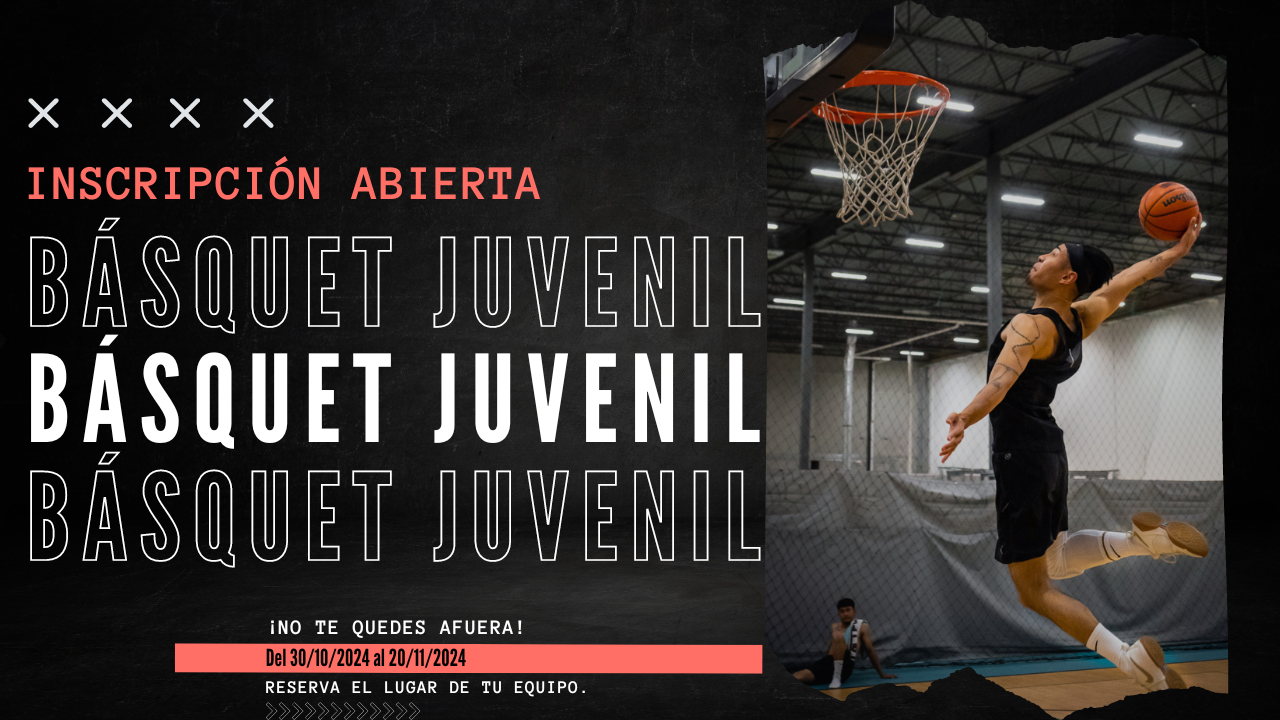 INSCRIPCIÓN ABIERTA
BÁSQUET JUVENIL
BÁSQUET JUVENIL
BÁSQUET JUVENIL
¡NO TE QUEDES AFUERA!
Del 30/10/2024 al 20/11/2024
RESERVA EL LUGAR DE TU EQUIPO.
Wilson